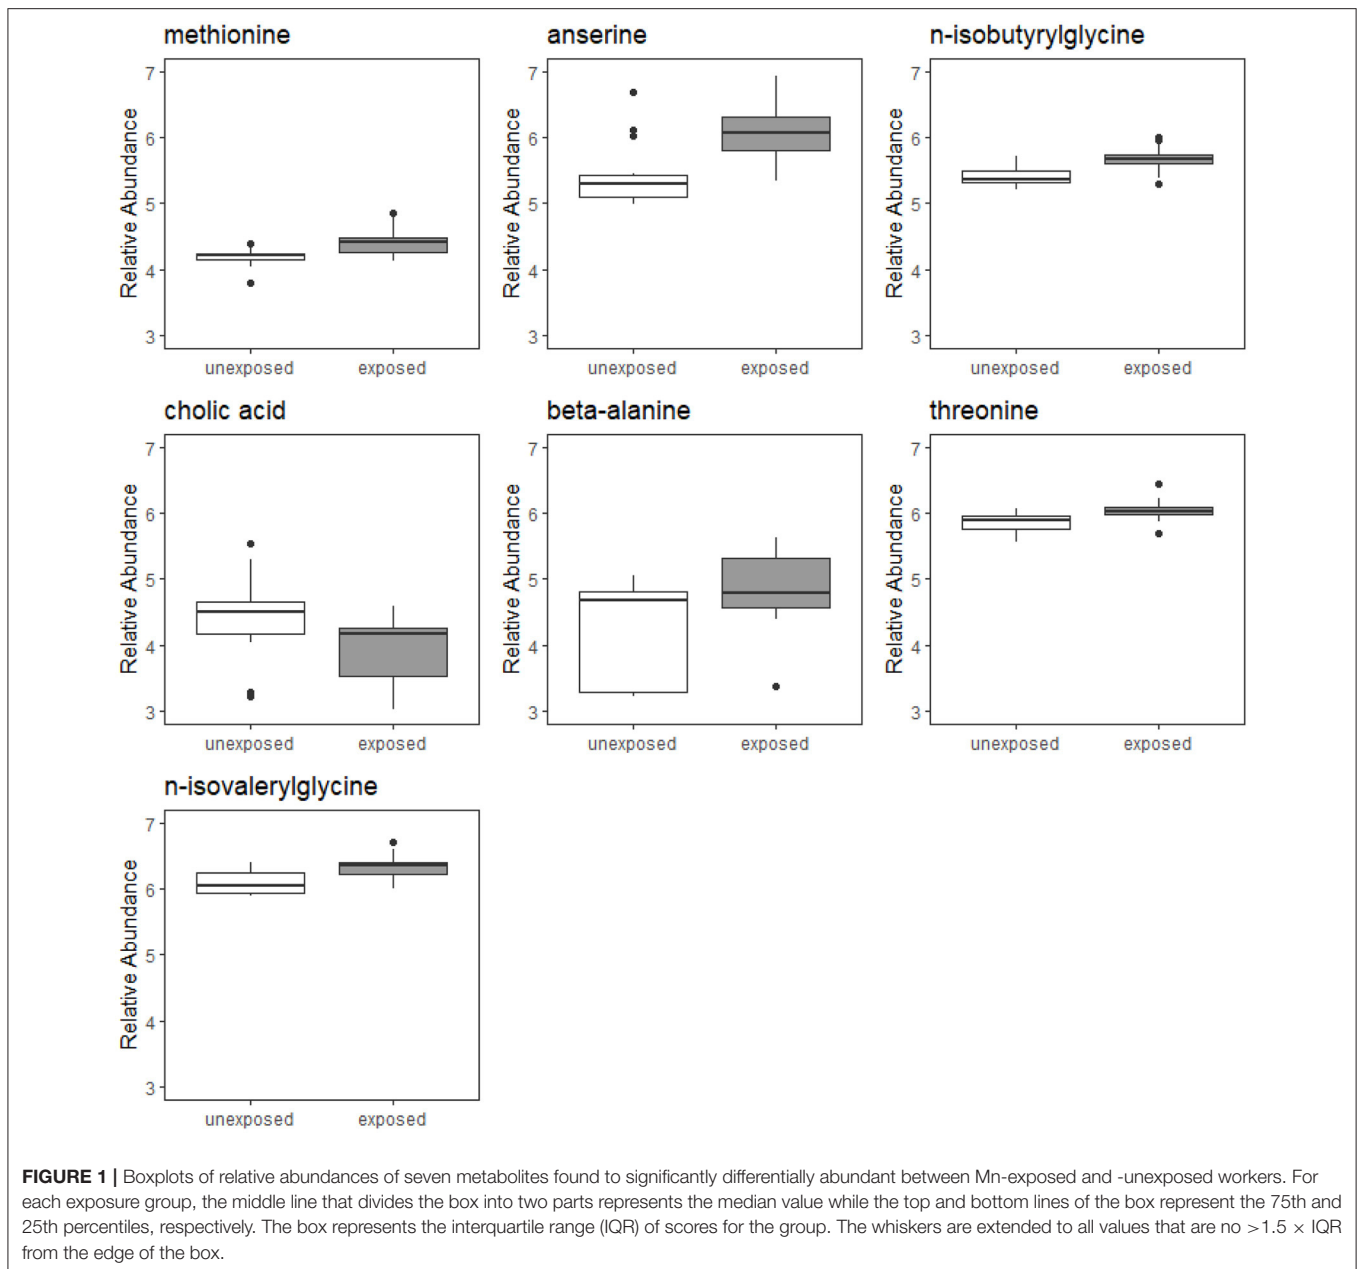 methionine
7
6
5
4
3
Relative Abundance
unexposed
exposed
anserine
7
6
5
4
3
Relative Abundance
unexposed
exposed
n-isobutyrylglycine
7
6
5
4
3
Relative Abundance
unexposed
exposed
cholic acid
7
6
5
4
3
Relative Abundance
unexposed
exposed
beta-alanine
7
6
5
4
3
Relative Abundance
unexposed
exposed
threonine
7
6
5
4
3
Relative Abundance
unexposed
exposed
n-isovalerylglycine
7
6
5
4
3
Relative Abundance
unexposed
exposed
FIGURE 1 | Boxplots of relative abundances of seven metabolites found to significantly differentially abundant between Mn-exposed and -unexposed workers. For
each exposure group, the middle line that divides the box into two parts represents the median value while the top and bottom lines of the box represent the 75th and
25th percentiles, respectively. The box represents the interquartile range (IQR) of scores for the group. The whiskers are extended to all values that are no >1.5 × IQR
from the edge of the box.